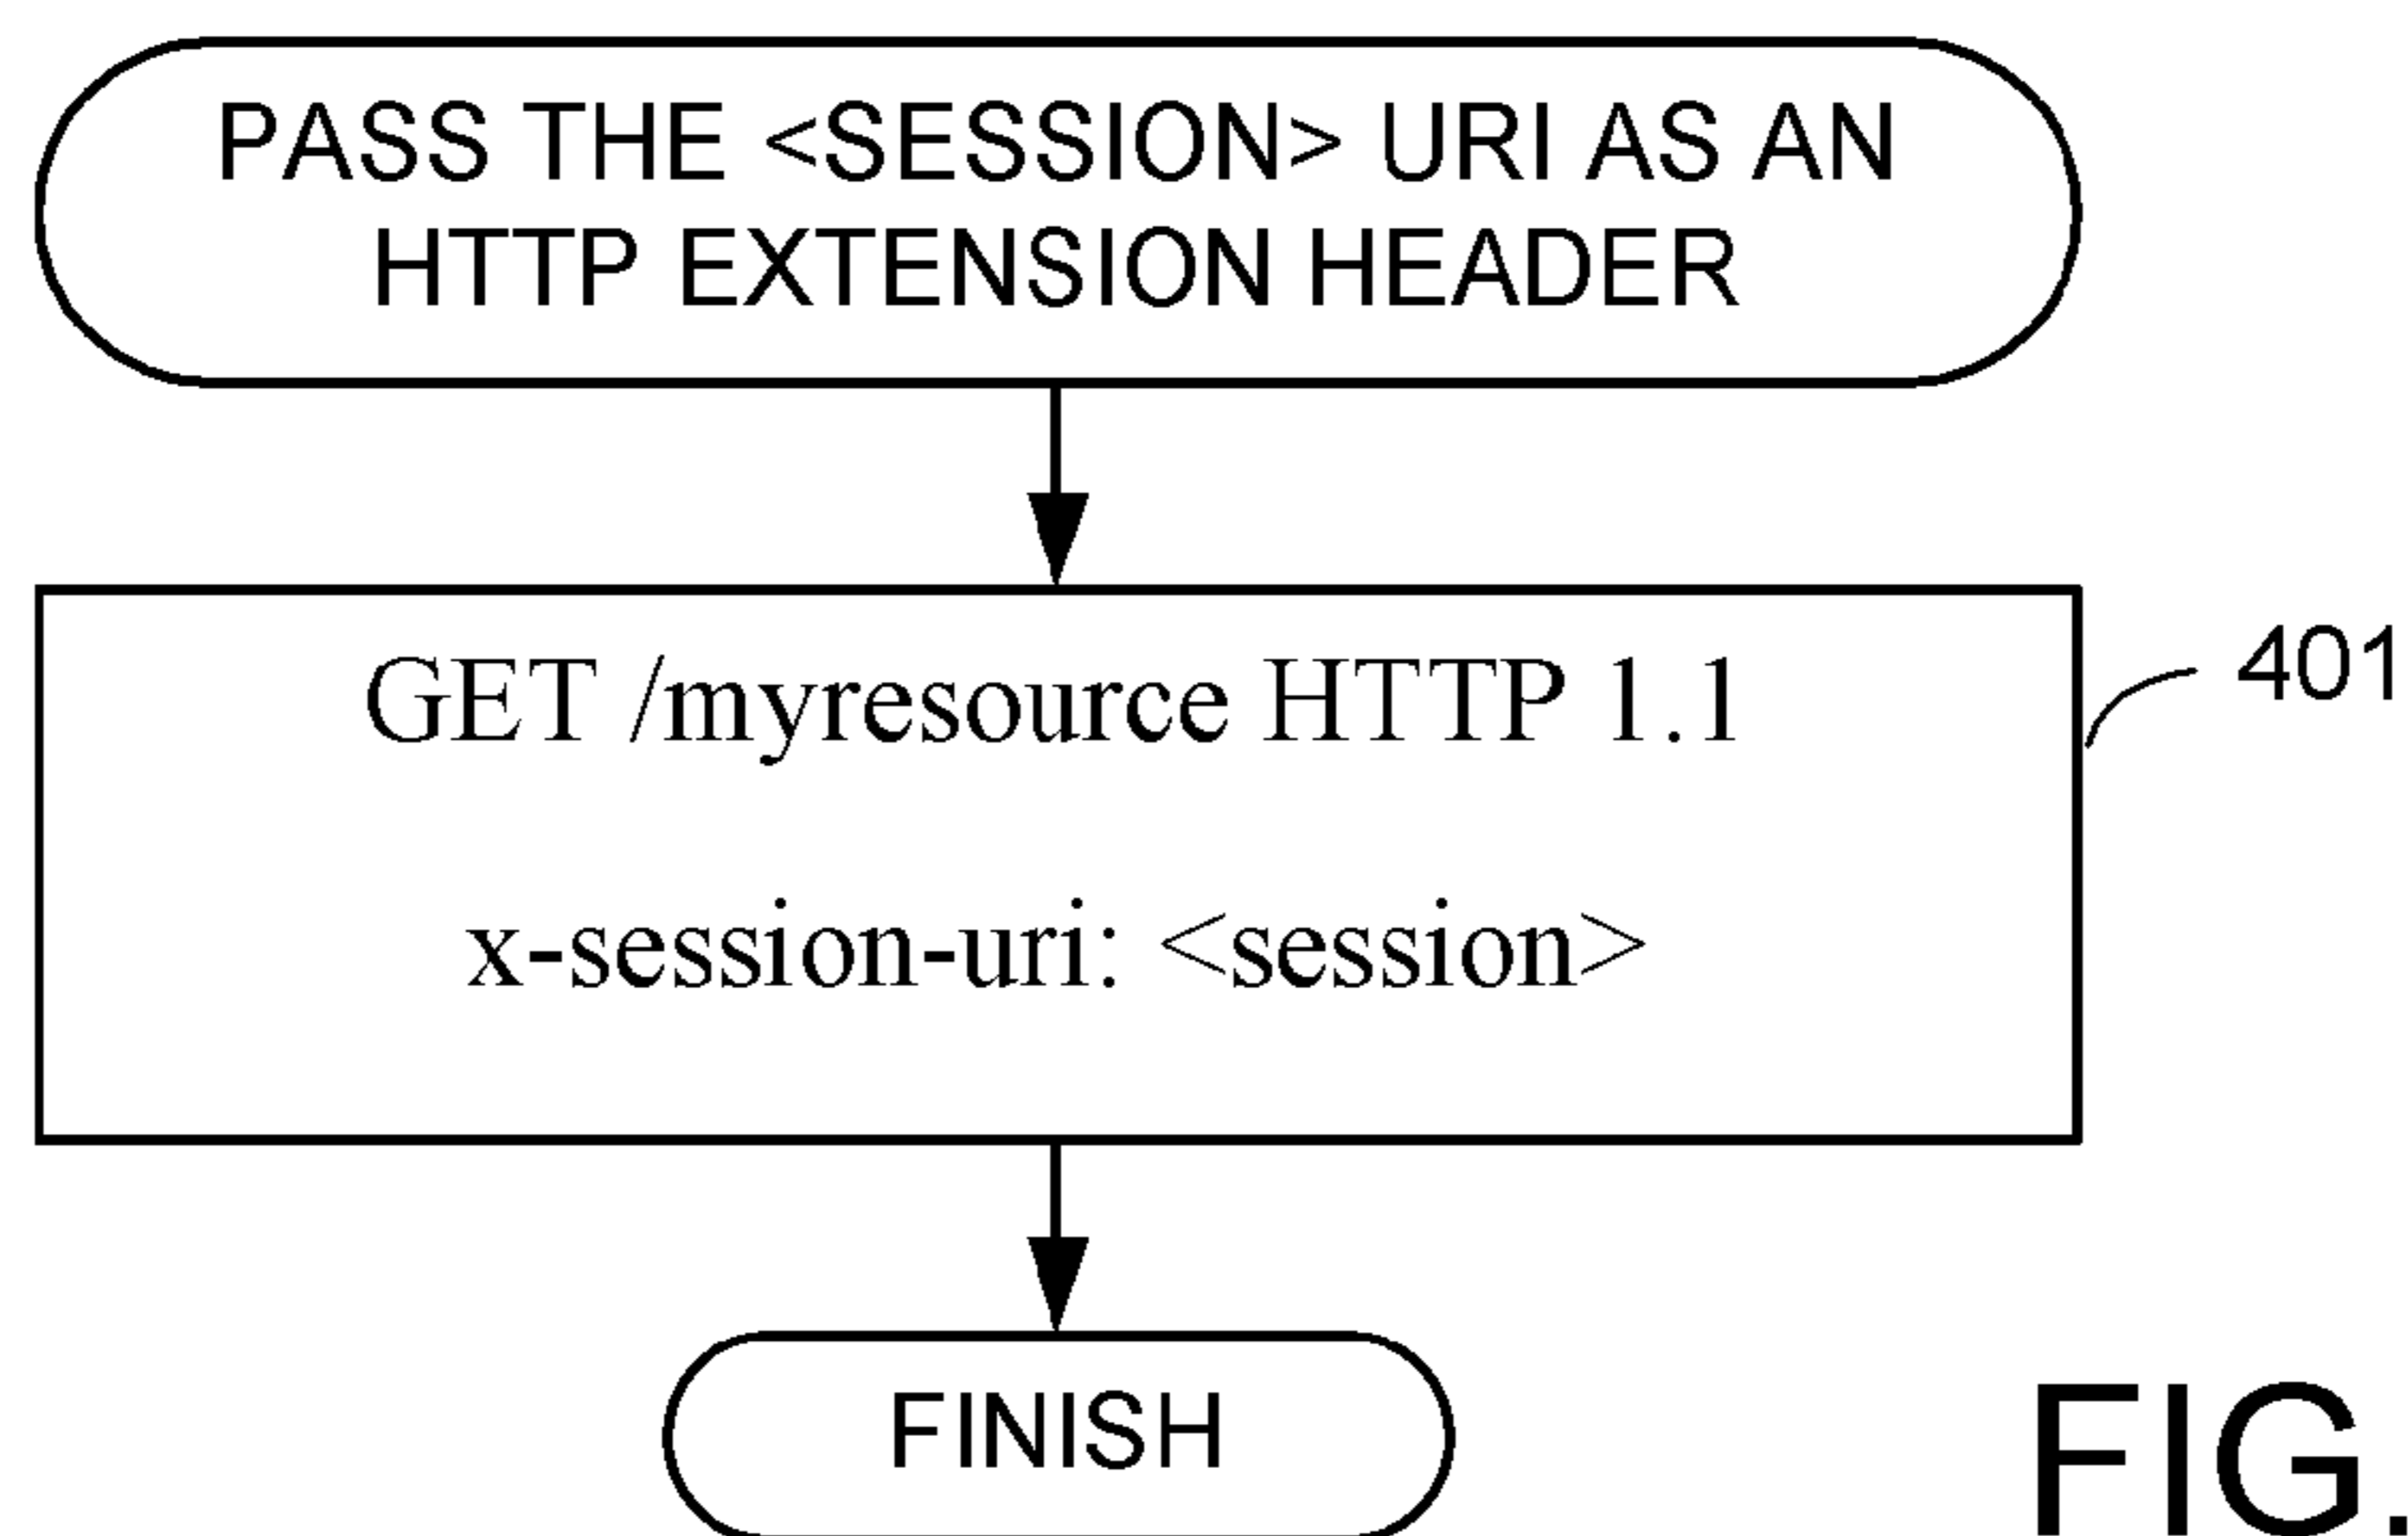 PASS THE <SESSION> URI AS AN
HTTP EXTENSION HEADER
GET /myresource HTTP 1.1
x-session-uri: <session>
401
FINISH
FIG.